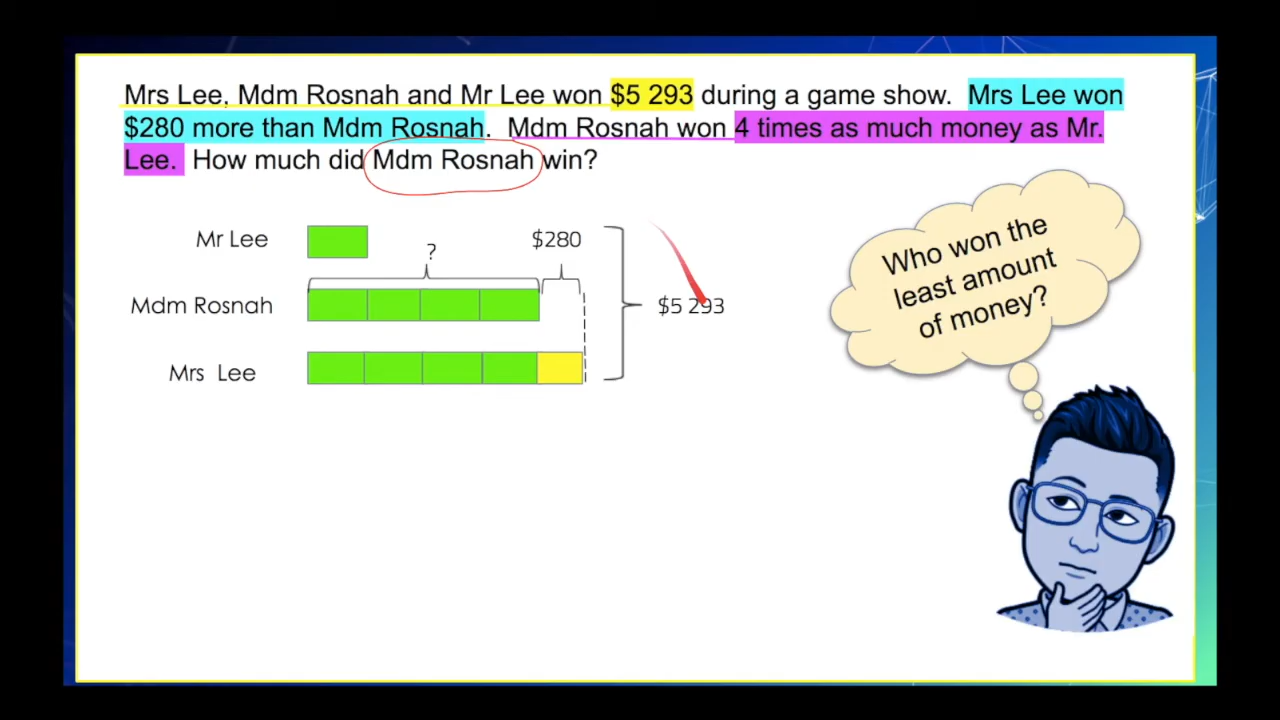 Mrs Lee, Mdm Rosnah and Mr Lee won $5 293 during a game show. Mrs Lee won
$280 more than Mdm Rosnah. Mdm Rosnah won 4 times as much money as Mr.
Lee. How much did Mdm Rosnah win?
Mr Lee
?
$280
Mdm Rosnah
$5 293
Mrs Lee
Who won the
least amount
of money?